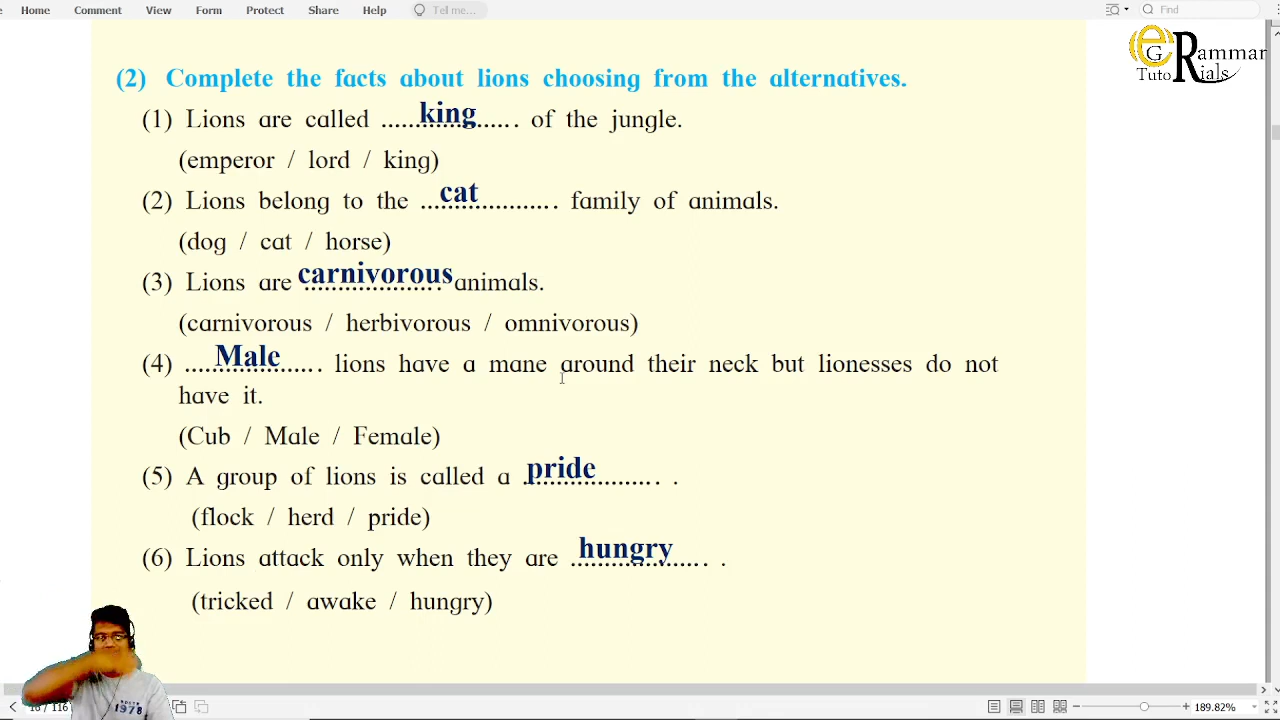 Home Comment View Form Protect Share Help Tell me... Find
eGRammar
TutoRials
(2) Complete the facts about lions choosing from the alternatives.
(1) Lions are called ....king.... of the jungle.
(emperor / lord / king)
(2) Lions belong to the ....cat.... family of animals.
(dog / cat / horse)
(3) Lions are carnivorous animals.
(carnivorous / herbivorous / omnivorous)
(4) ....Male.... lions have a mane around their neck but lionesses do not
have it.
(Cub / Male / Female)
(5) A group of lions is called a pride.... .
(flock / herd / pride)
(6) Lions attack only when they are hungry.... .
(tricked / awake / hungry)
1978
/ 116 189.82%